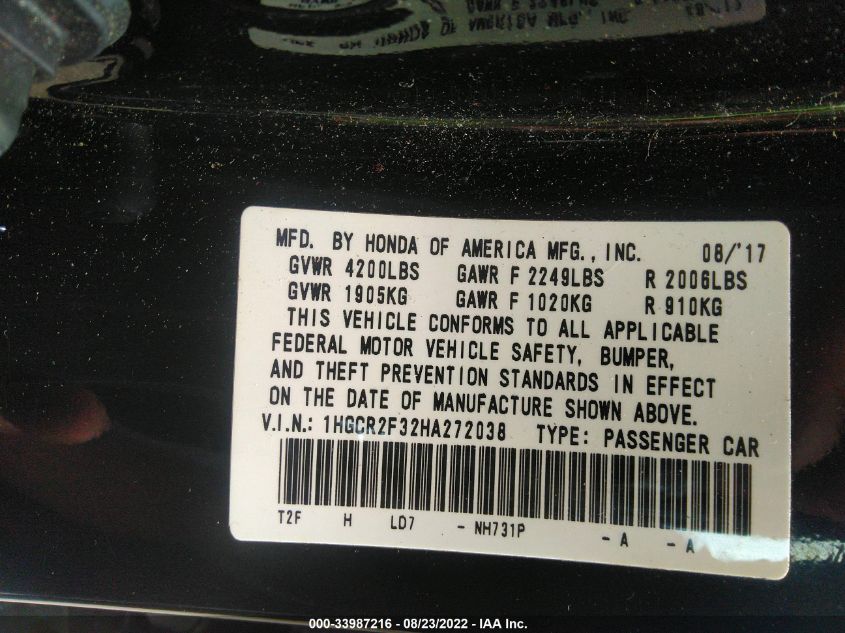 MFD. BY HONDA OF AMERICA MFG., INC. 08/'17
GVWR 4200LBS GAWR F 2249LBS R 2006LBS
GVWR 1905KG GAWR F 1020KG R 910KG
THIS VEHICLE CONFORMS TO ALL APPLICABLE
FEDERAL MOTOR VEHICLE SAFETY, BUMPER,
AND THEFT PREVENTION STANDARDS IN EFFECT
ON THE DATE OF MANUFACTURE SHOWN ABOVE.
V.I.N.: 1HGCR2F32HA272038 TYPE: PASSENGER CAR
T2F H LD7 - NH731P - A - A
000-33987216 - 08/23/2022 - IAA Inc.